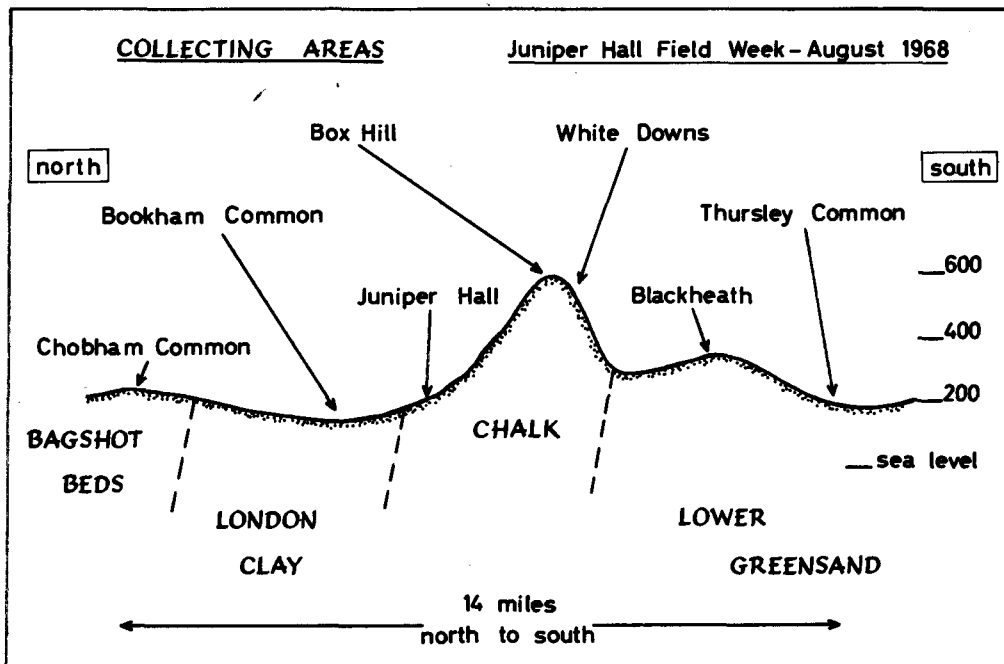 COLLECTING AREAS
Juniper Hall Field Week - August 1968
Box Hill
White Downs
north
south
Bookham Common
Thursley Common
600
Juniper Hall
Blackheath
400
Chobham Common
200
BAGSHOT
BEDS
CHALK
sea level
LONDON
CLAY
LOWER
GREENSAND
14 miles
north to south